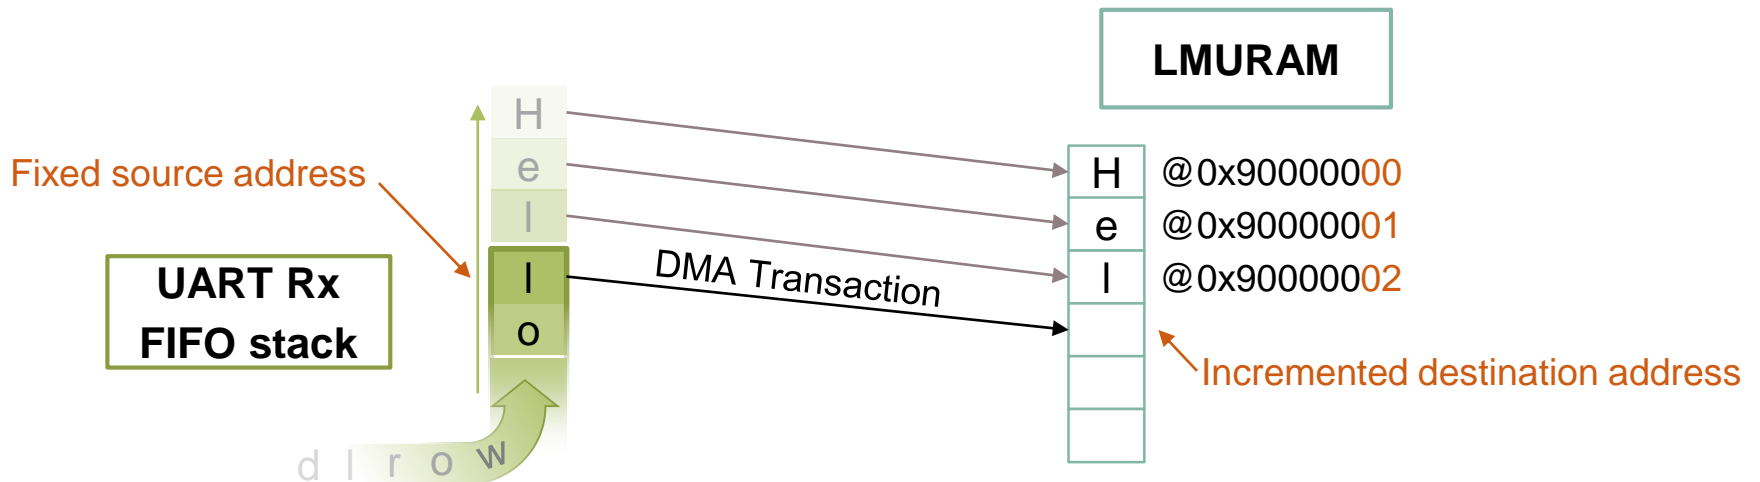 LMURAM
H
e
l
l
o
Fixed source address
UART Rx
FIFO stack
DMA Transaction
d l r o w
H @0x90000000
e @0x90000001
l @0x90000002
Incremented destination address